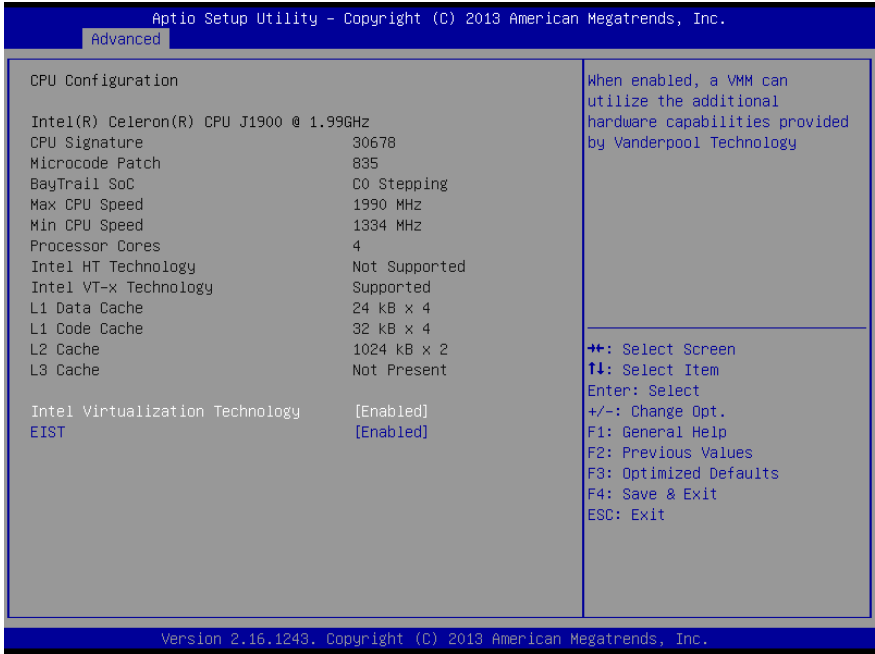 Aptio Setup Utility – Copyright (C) 2013 American Megatrends, Inc.
Advanced
CPU Configuration
Intel(R) Celeron(R) CPU J1900 @ 1.99GHz
CPU Signature 30678
Microcode Patch 835
BayTrail SoC C0 Stepping
Max CPU Speed 1990 MHz
Min CPU Speed 1334 MHz
Processor Cores 4
Intel HT Technology Not Supported
Intel VT-x Technology Supported
L1 Data Cache 24 kB x 4
L1 Code Cache 32 kB x 4
L2 Cache 1024 kB x 2
L3 Cache Not Present
Intel Virtualization Technology [Enabled]
EIST [Enabled]
When enabled, a VMM can
utilize the additional
hardware capabilities provided
by Vanderpool Technology
→←: Select Screen
↑↓: Select Item
Enter: Select
+/-: Change Opt.
F1: General Help
F2: Previous Values
F3: Optimized Defaults
F4: Save & Exit
ESC: Exit
Version 2.16.1243. Copyright (C) 2013 American Megatrends, Inc.